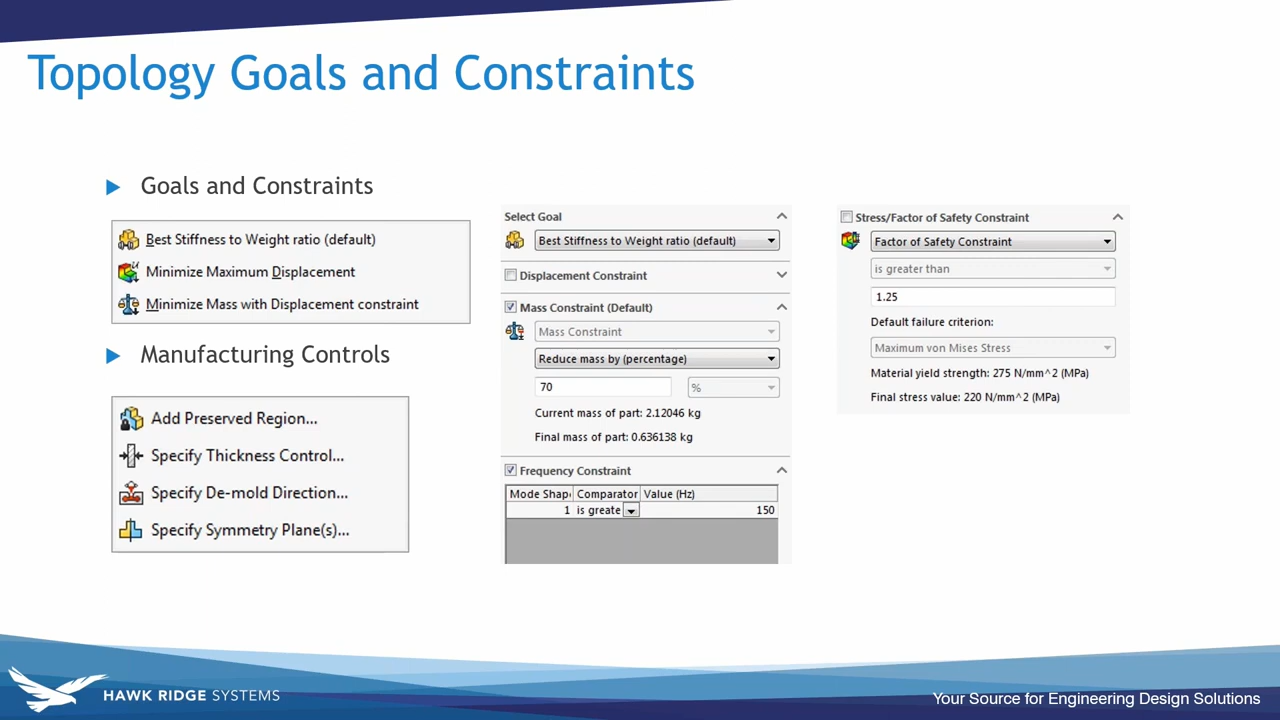 Topology Goals and Constraints
Goals and Constraints
Best Stiffness to Weight ratio (default)
Minimize Maximum Displacement
Minimize Mass with Displacement constraint
Manufacturing Controls
Add Preserved Region...
Specify Thickness Control...
Specify De-mold Direction...
Specify Symmetry Plane(s)...
Select Goal
Best Stiffness to Weight ratio (default)
Displacement Constraint
Mass Constraint (Default)
Mass Constraint
Reduce mass by (percentage)
70 %
Current mass of part: 2.12046 kg
Final mass of part: 0.636138 kg
Frequency Constraint
Mode Shap Comparator Value (Hz)
1 is greate 150
Stress/Factor of Safety Constraint
Factor of Safety Constraint
is greater than
1.25
Default failure criterion:
Maximum von Mises Stress
Material yield strength: 275 N/mm^2 (MPa)
Final stress value: 220 N/mm^2 (MPa)
HAWK RIDGE SYSTEMS
Your Source for Engineering Design Solutions